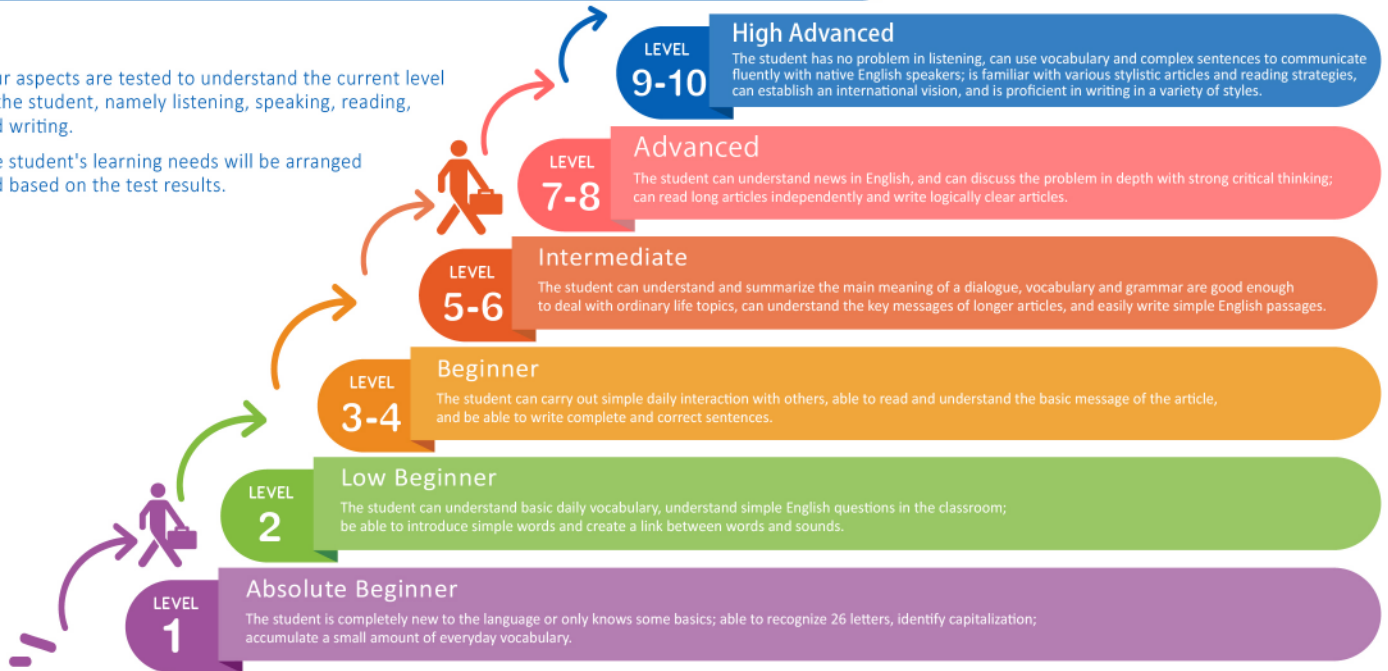 aspects are tested to understand the current level
the student, namely listening, speaking, reading,
writing.
student's learning needs will be arranged
based on the test results.
LEVEL
9-10
High Advanced
The student has no problem in listening, can use vocabulary and complex sentences to communicate
fluently with native English speakers; is familiar with various stylistic articles and reading strategies,
can establish an international vision, and is proficient in writing in a variety of styles.
LEVEL
7-8
Advanced
The student can understand news in English, and can discuss the problem in depth with strong critical thinking;
can read long articles independently and write logically clear articles.
LEVEL
5-6
Intermediate
The student can understand and summarize the main meaning of a dialogue, vocabulary and grammar are good enough
to deal with ordinary life topics, can understand the key messages of longer articles, and easily write simple English passages.
LEVEL
3-4
Beginner
The student can carry out simple daily interaction with others, able to read and understand the basic message of the article,
and be able to write complete and correct sentences.
LEVEL
2
Low Beginner
The student can understand basic daily vocabulary, understand simple English questions in the classroom;
be able to introduce simple words and create a link between words and sounds.
LEVEL
1
Absolute Beginner
The student is completely new to the language or only knows some basics; able to recognize 26 letters, identify capitalization;
accumulate a small amount of everyday vocabulary.